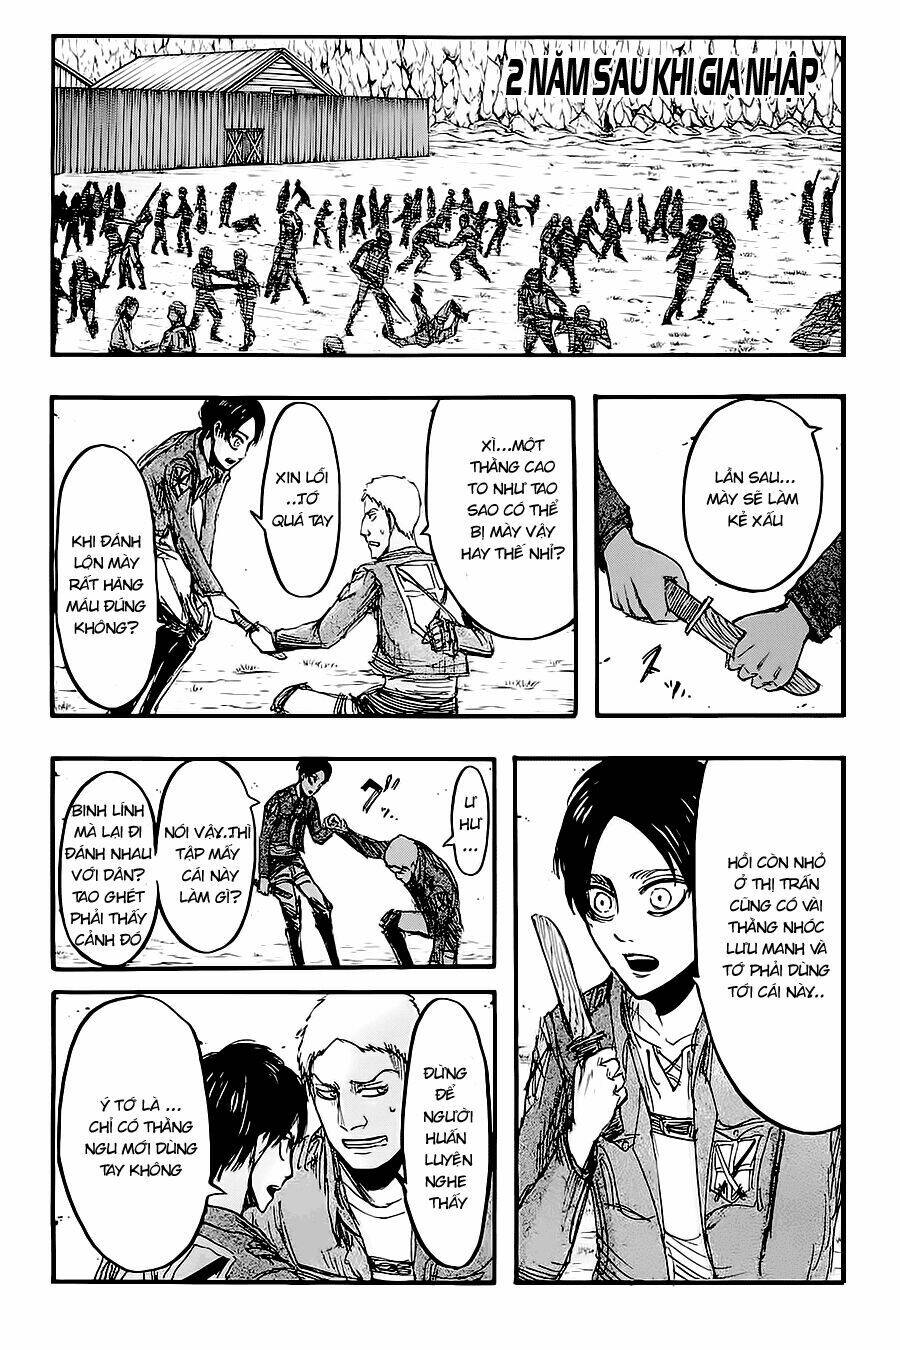 2 NĂM SAU KHI GIA NHẬP
LẦN SAU...
MÀY SẼ LÀM
KẺ XẤU
XÌ...MỘT
THẰNG CAO
TO NHƯ TAO
SAO CÓ THỂ
BỊ MÀY VẬY
HAY THẾ NHỈ?
XIN LỖI
..TỚ
QUÁ TAY
KHI ĐÁNH
LỘN MÀY
RẤT HĂNG
MÁU ĐÚNG
KHÔNG?
HỒI CÒN NHỎ
Ở THỊ TRẤN
CŨNG CÓ VÀI
THẰNG NHÓC
LƯU MANH VÀ
TỚ PHẢI DÙNG
TỚI CÁI NÀY..
Ư
HƯ
...
NÓI VẬY..THÌ
TẬP MẤY
CÁI NÀY
LÀM GÌ?
BINH LÍNH
MÀ LẠI ĐI
ĐÁNH NHAU
VỚI DÂN?
TAO GHÉT
PHẢI THẤY
CẢNH ĐÓ
ĐỪNG
ĐỂ
NGƯỜI
HUẤN
LUYỆN
NGHE
THẤY
Ý TỚ LÀ ...
CHỈ CÓ THẰNG
NGU MỚI DÙNG
TAY KHÔNG